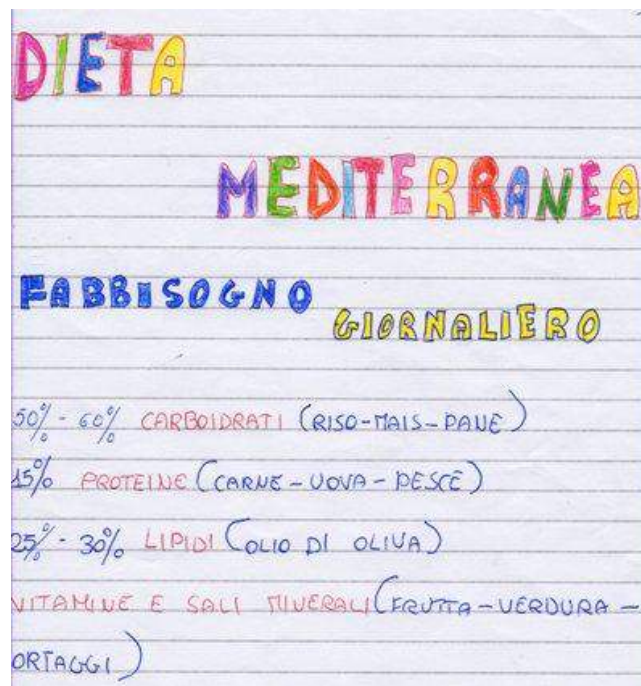 DIETA
MEDITERRANEA
FABBISOGNO
GIORNALIERO
50% - 60% CARBOIDRATI (RISO-MAIS-PANE)
15% PROTEINE (CARNE - UOVA - PESCE)
25% - 30% LIPIDI (OLIO DI OLIVA)
VITAMINE E SALI MINERALI (FRUTTA - VERDURA -
ORTAGGI)